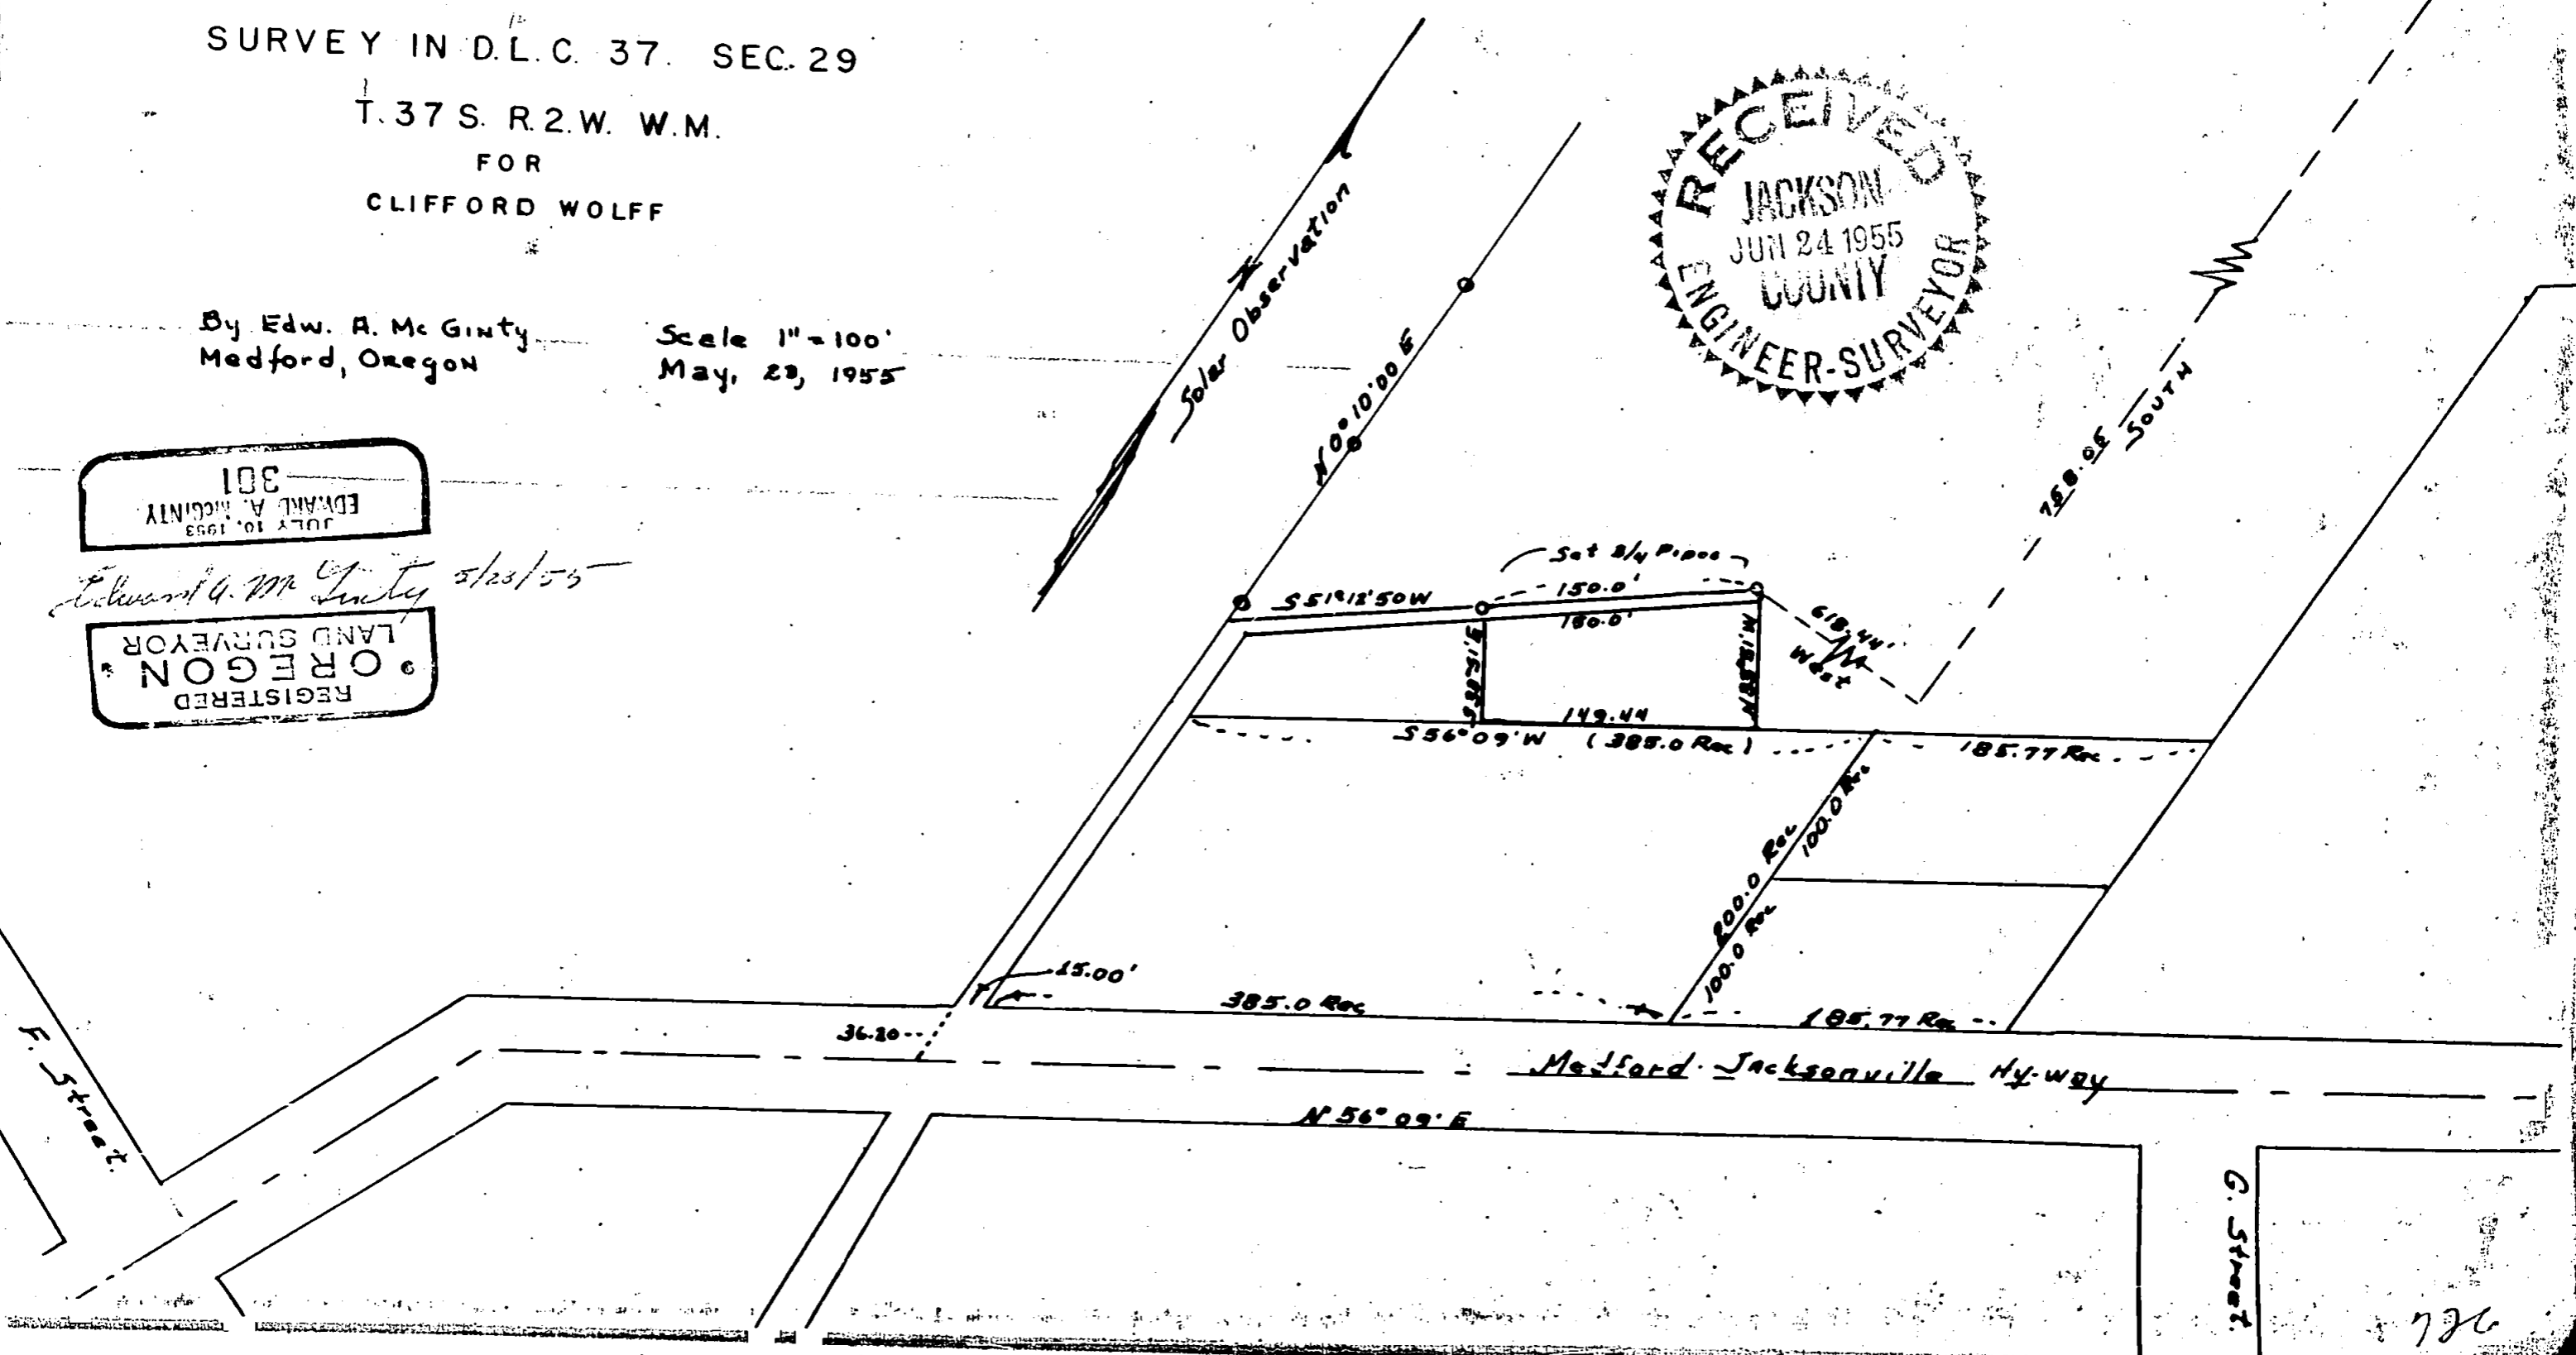 SURVEY IN D.L.C. 37. SEC. 29
T. 37 S. R. 2. W. W.M.
FOR
CLIFFORD WOLFF
By Edw. A. McGinty
Medford, Oregon
Scale 1" = 100'
May, 23, 1955
REGISTERED
OREGON
LAND SURVEYOR
Edward A. McGinty 5/23/55
JULY 10, 1953
EDWARD A. McGINTY
301
RECEIVED
JACKSON
JUN 24 1955
COUNTY
ENGINEER-SURVEYOR
N
Solar Observation
N 0° 10' 00 E
SOUTH
Set 3/4 Pipes
S 51° 12' 50 W
150.0'
150.0'
618.44'
West
149.44
S 56° 09' W (385.0 Rec)
185.77 Rec
200.0 Rec
100.0 Rec
100.0 Rec
15.00'
385.0 Rec
185.77 Rec
36.20
Medford-Jacksonville Hy-way
N 56° 09' E
F. Street.
G. Street.
726